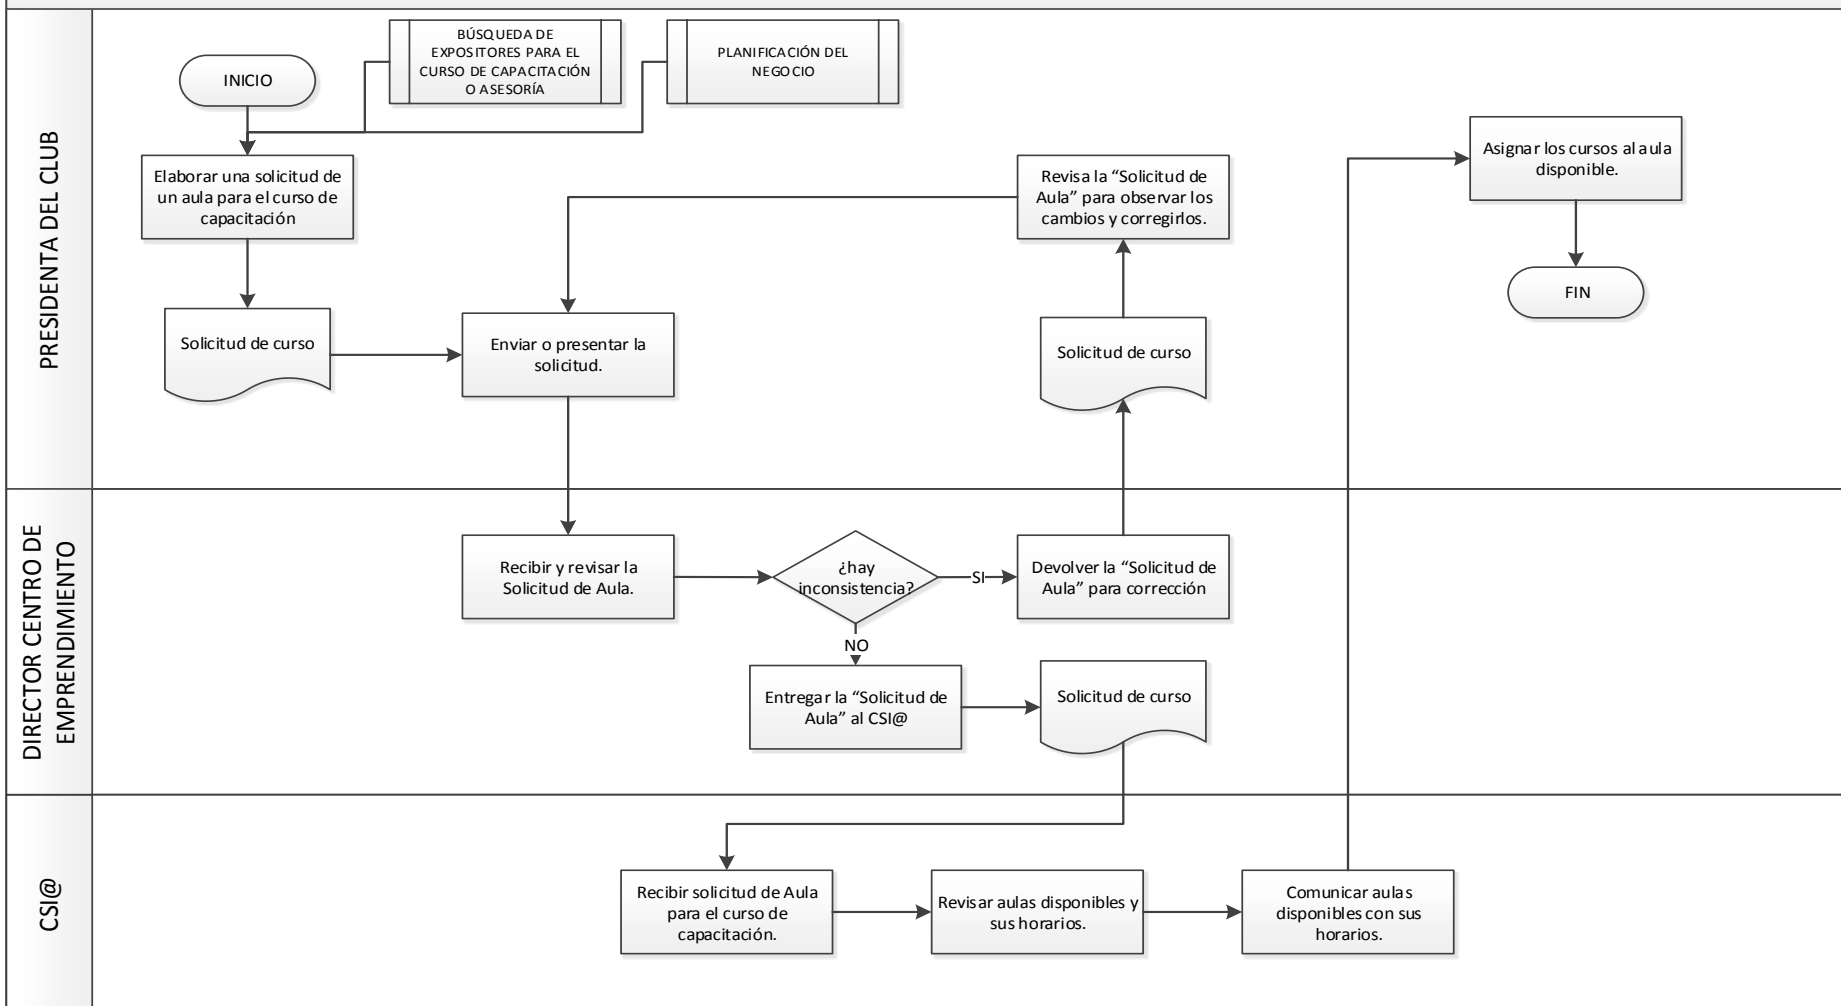 PRESIDENTA DEL CLUB
INICIO
BÚSQUEDA DE
EXPOSITORES PARA EL
CURSO DE CAPACITACIÓN
O ASESORÍA
PLANIFICACIÓN DEL
NEGOCIO
Elaborar una solicitud de
un aula para el curso de
capacitación
Revisa la “Solicitud de
Aula” para observar los
cambios y corregirlos.
Asignar los cursos al aula
disponible.
FIN
Solicitud de curso
Enviar o presentar la
solicitud.
Solicitud de curso
DIRECTOR CENTRO DE
EMPRENDIMIENTO
Recibir y revisar la
Solicitud de Aula.
¿hay
inconsistencia?
SI
Devolver la “Solicitud de
Aula” para corrección
NO
Entregar la “Solicitud de
Aula” al CSI@
Solicitud de curso
CSI@
Recibir solicitud de Aula
para el curso de
capacitación.
Revisar aulas disponibles y
sus horarios.
Comunicar aulas
disponibles con sus
horarios.